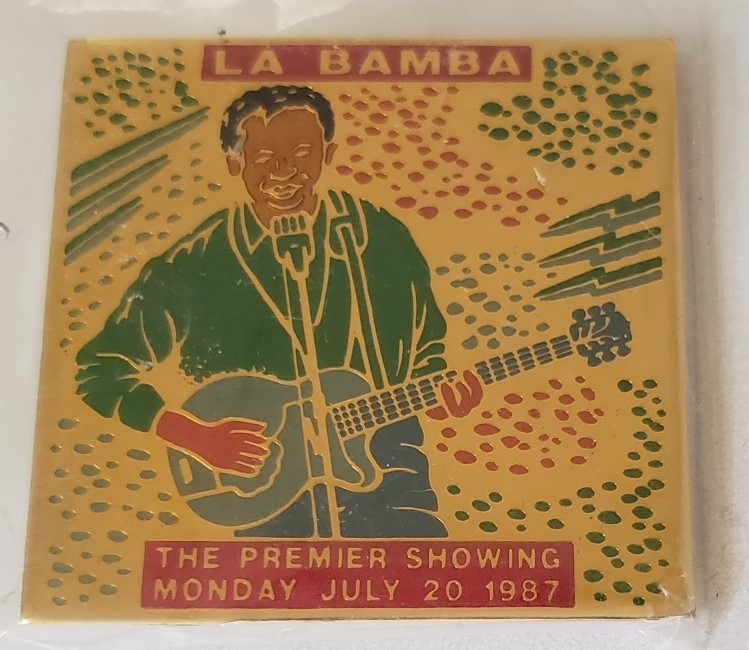 LA BAMBA
THE PREMIER SHOWING
MONDAY JULY 20 1987